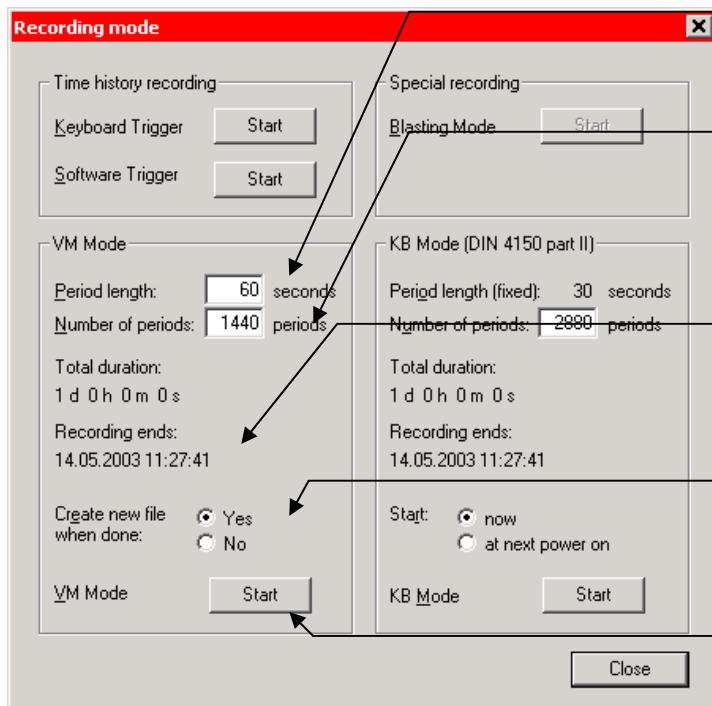 Recording mode
Time history recording
Keyboard Trigger Start
Software Trigger Start
Special recording
Blasting Mode Start
VM Mode
Period length: 60 seconds
Number of periods: 1440 periods
Total duration:
1 d 0 h 0 m 0 s
Recording ends:
14.05.2003 11:27:41
Create new file
when done:
Yes
No
VM Mode Start
KB Mode (DIN 4150 part II)
Period length (fixed): 30 seconds
Number of periods: 2880 periods
Total duration:
1 d 0 h 0 m 0 s
Recording ends:
14.05.2003 11:27:41
Start: now
at next power on
KB Mode Start
Close